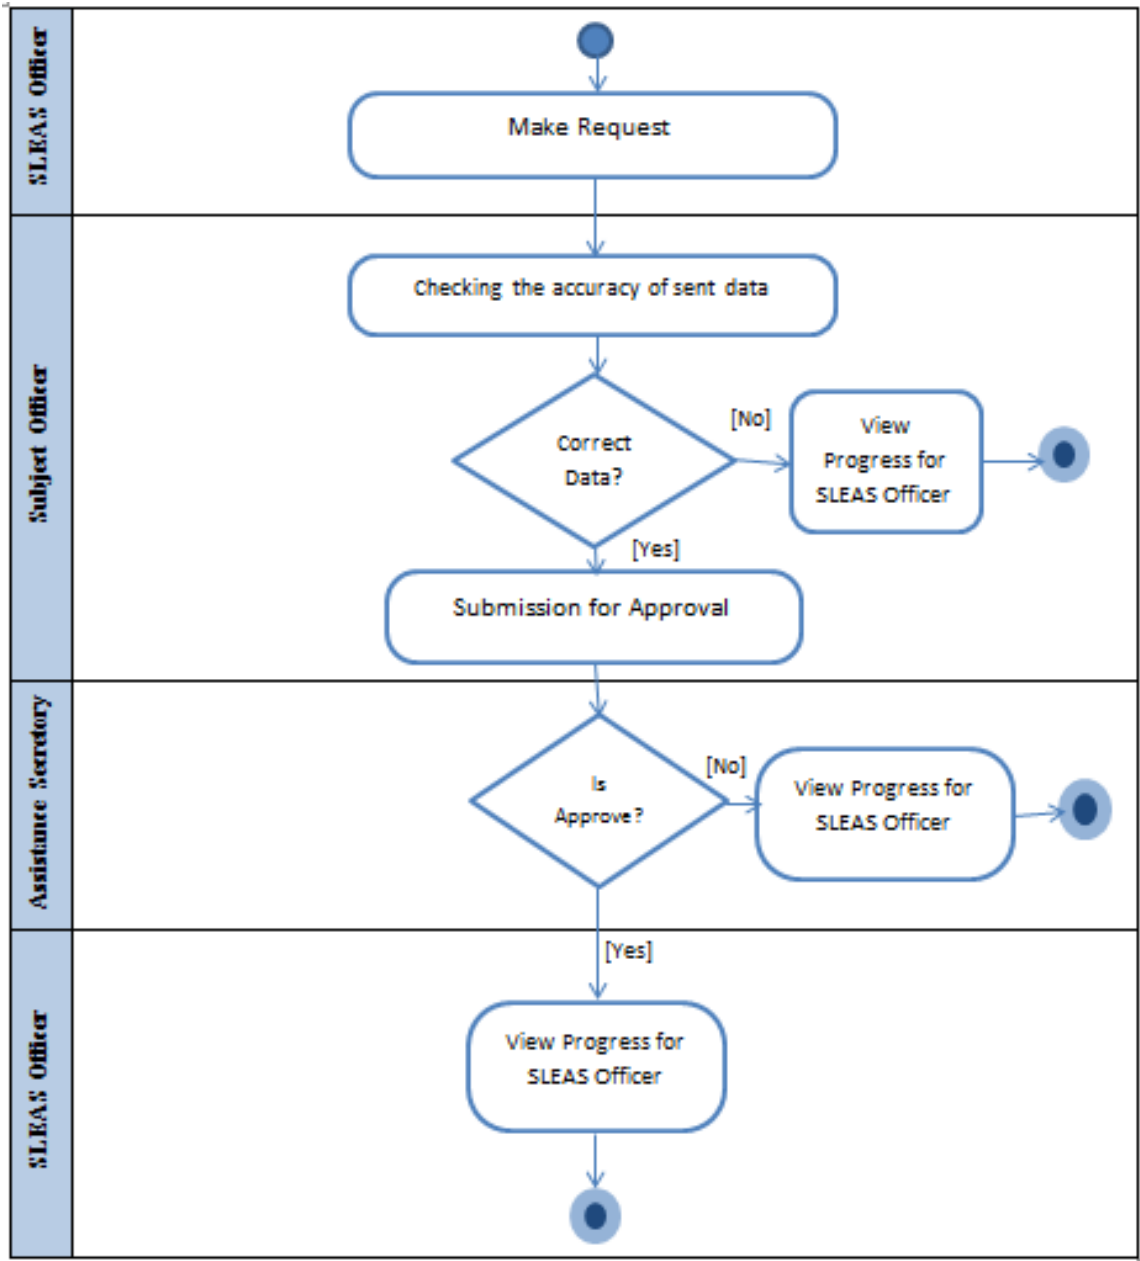 SLEAS Officer
Make Request
Subject Officer
Checking the accuracy of sent data
Correct
Data?
[No]
View
Progress for
SLEAS Officer
[Yes]
Submission for Approval
Assistance Secretory
Is
Approve?
[No]
View Progress for
SLEAS Officer
SLEAS Officer
[Yes]
View Progress for
SLEAS Officer